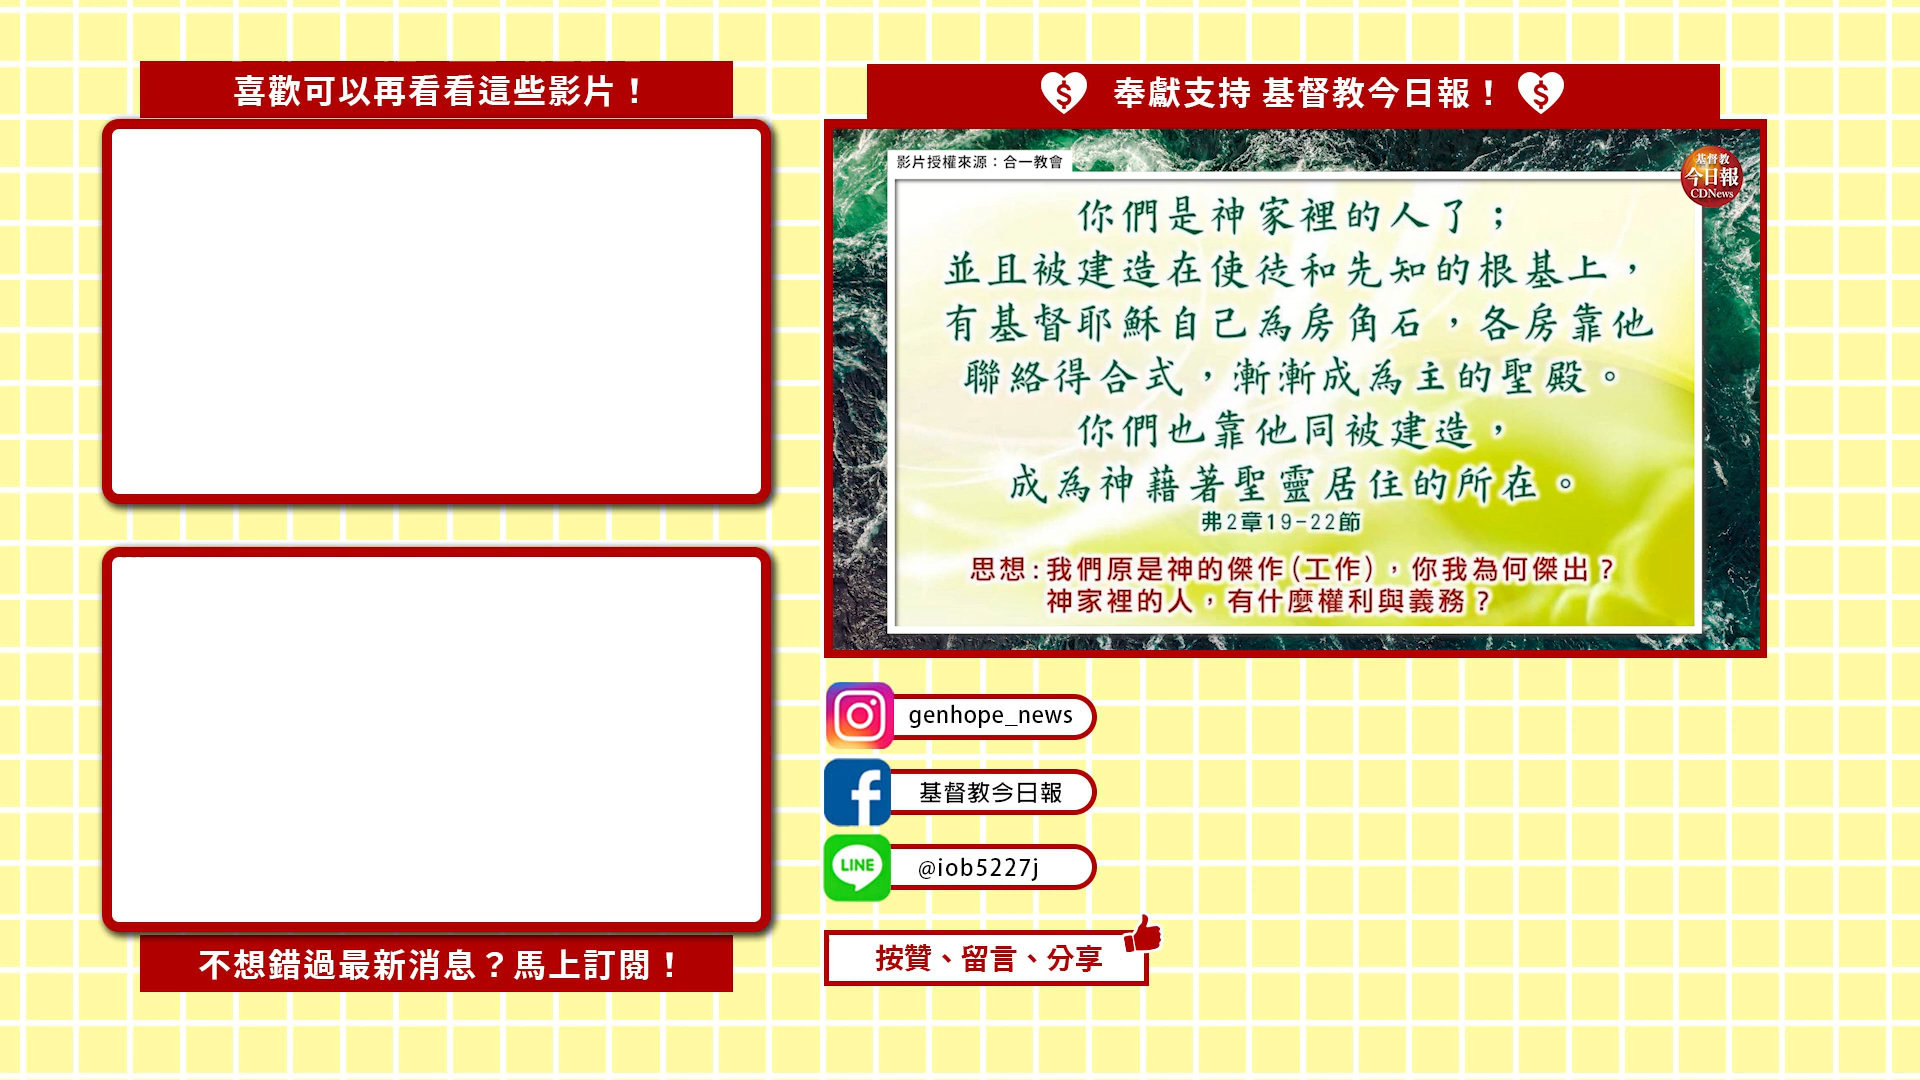 喜歡可以再看看這些影片！
不想錯過最新消息？馬上訂閱！
奉獻支持 基督教今日報！
影片授權來源：合一教會
基督教
今日報
CDNews
你們是神家裡的人了；
並且被建造在使徒和先知的根基上，
有基督耶穌自己為房角石，各房靠他
聯絡得合式，漸漸成為主的聖殿。
你們也靠他同被建造，
成為神藉著聖靈居住的所在。
弗2章19-22節
思想:我們原是神的傑作(工作)，你我為何傑出？
神家裡的人，有什麼權利與義務？
genhope_news
基督教今日報
LINE
@iob5227j
按贊、留言、分享